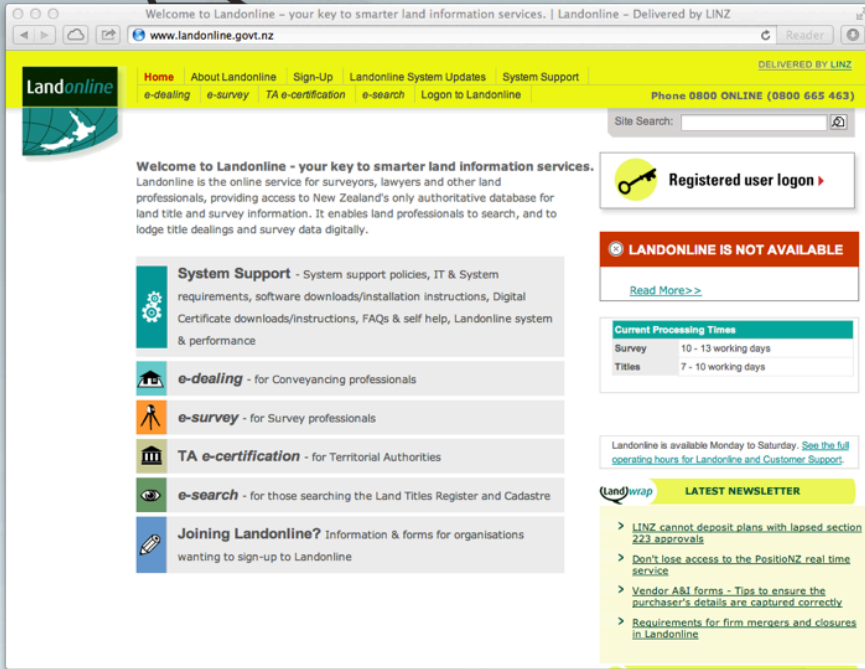 Welcome to Landonline – your key to smarter land information services. | Landonline – Delivered by LINZ
www.landonline.govt.nz
Reader
DELIVERED BY LINZ
Landonline
Home
About Landonline
Sign-Up
Landonline System Updates
System Support
e-dealing
e-survey
TA e-certification
e-search
Logon to Landonline
Phone 0800 ONLINE (0800 665 463)
Site Search:
Welcome to Landonline - your key to smarter land information services.
Landonline is the online service for surveyors, lawyers and other land
professionals, providing access to New Zealand's only authoritative database for
land title and survey information. It enables land professionals to search, and to
lodge title dealings and survey data digitally.
System Support - System support policies, IT & System
requirements, software downloads/installation instructions, Digital
Certificate downloads/instructions, FAQs & self help, Landonline system
& performance
e-dealing - for Conveyancing professionals
e-survey - for Survey professionals
TA e-certification - for Territorial Authorities
e-search - for those searching the Land Titles Register and Cadastre
Joining Landonline? Information & forms for organisations
wanting to sign-up to Landonline
Registered user logon
LANDONLINE IS NOT AVAILABLE
Read More>>
Current Processing Times
Survey 10 - 13 working days
Titles 7 - 10 working days
Landonline is available Monday to Saturday. See the full
operating hours for Landonline and Customer Support.
(Land)wrap LATEST NEWSLETTER
LINZ cannot deposit plans with lapsed section
223 approvals
Don't lose access to the PositioNZ real time
service
Vendor A&I forms - Tips to ensure the
purchaser's details are captured correctly
Requirements for firm mergers and closures
in Landonline